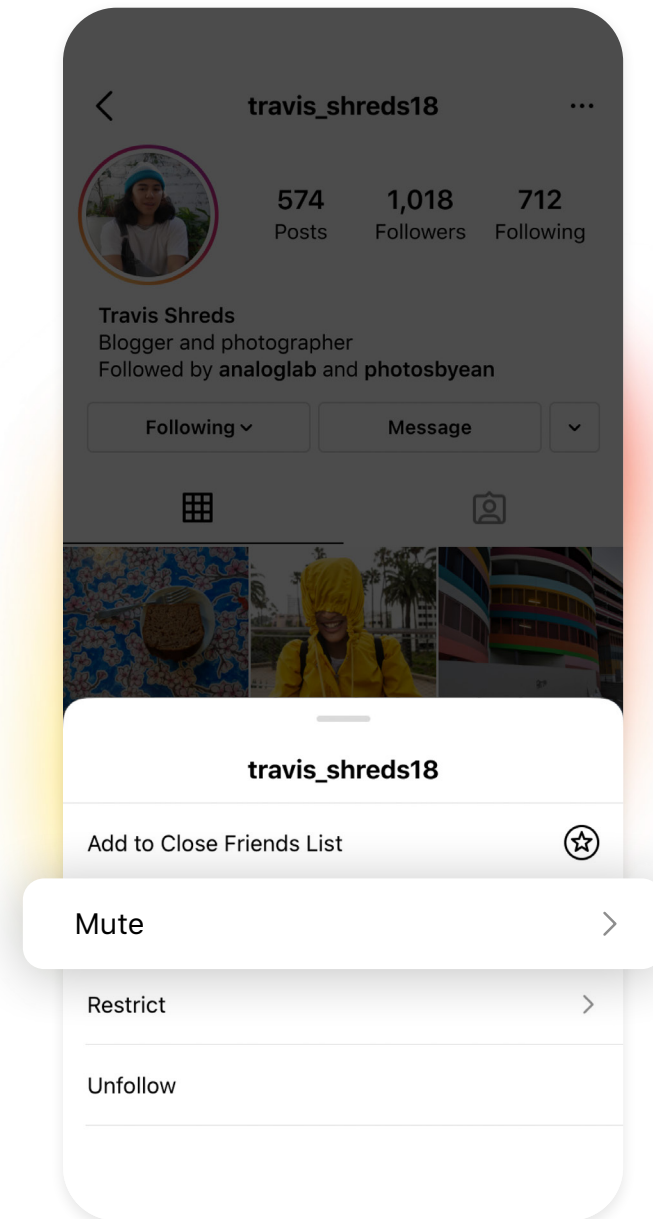 travis_shreds18
574 1,018 712
Posts Followers Following
Travis Shreds
Blogger and photographer
Followed by analoglab and photosbyean
Following Message
travis_shreds18
Add to Close Friends List
Mute
Restrict
Unfollow